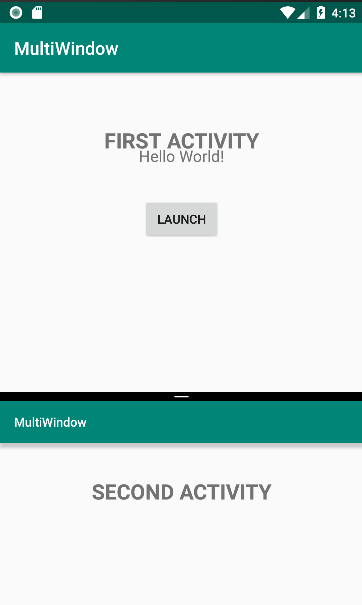 4:13
MultiWindow
FIRST ACTIVITY
Hello World!
LAUNCH
MultiWindow
SECOND ACTIVITY